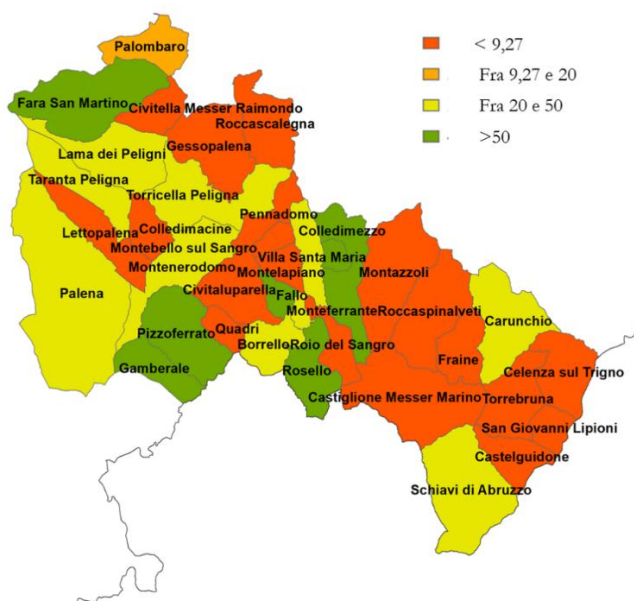 Palombaro
< 9,27
Fra 9,27 e 20
Fra 20 e 50
>50
Fara San Martino
Civitella Messer Raimondo
Roccascalegna
Gessopalena
Lama dei Peligni
Taranta Peligna
Torricella Peligna
Pennadomo
Lettopalena
Colledimacine
Colledimezzo
Montebello sul Sangro
Villa Santa Maria
Montenerodomo
Montelapiano
Montazzoli
Palena
Civitaluparella
Fallo
Monteferrante
Roccaspinalveti
Carunchio
Pizzoferrato
Quadri
Borrello
Roio del Sangro
Fraine
Gamberale
Rosello
Celenza sul Trigno
Castiglione Messer Marino
Torrebruna
San Giovanni Lipioni
Castelguidone
Schiavi di Abruzzo